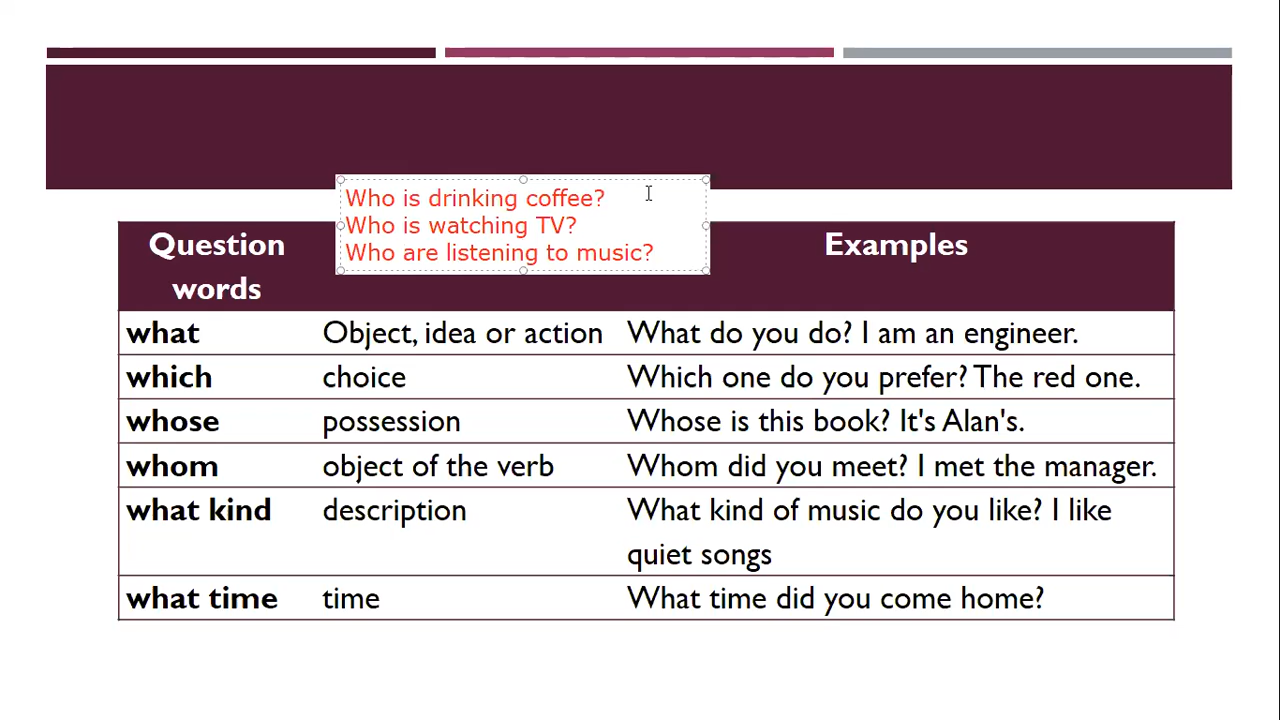 Who is drinking coffee?
Who is watching TV?
Who are listening to music?
Question words Examples
what Object, idea or action What do you do? I am an engineer.
which choice Which one do you prefer? The red one.
whose possession Whose is this book? It's Alan's.
whom object of the verb Whom did you meet? I met the manager.
what kind description What kind of music do you like? I like
quiet songs
what time time What time did you come home?